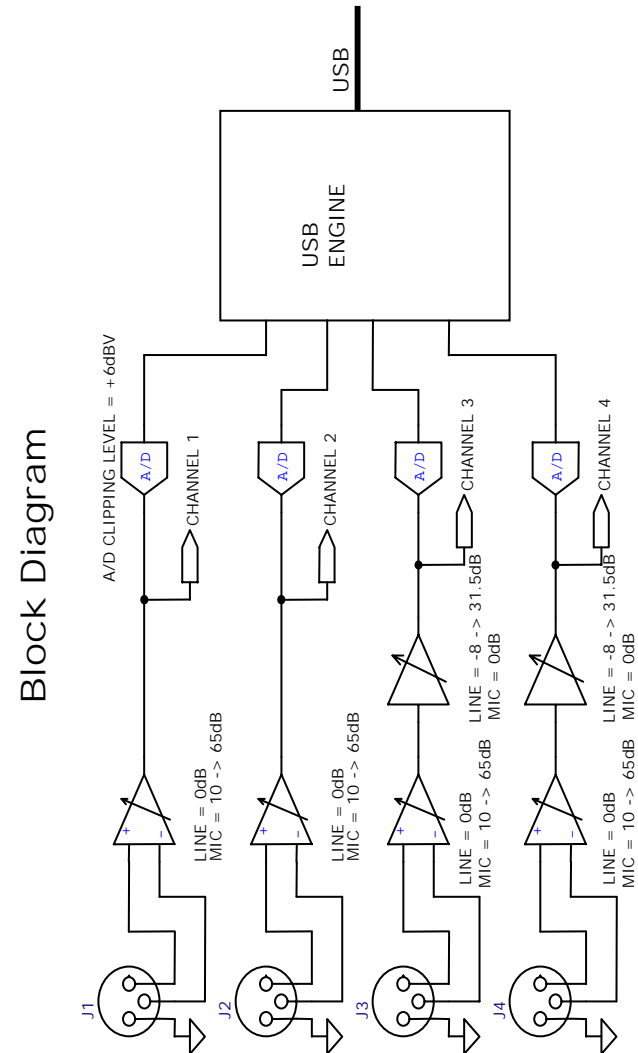 Block Diagram
A/D CLIPPING LEVEL = +6dBV
J1
+
-
LINE = 0dB
MIC = 10 -> 65dB
A/D
CHANNEL 1
J2
+
-
LINE = 0dB
MIC = 10 -> 65dB
A/D
CHANNEL 2
J3
+
-
LINE = 0dB
MIC = 10 -> 65dB
LINE = -8 -> 31.5dB
MIC = 0dB
A/D
CHANNEL 3
J4
+
-
LINE = 0dB
MIC = 10 -> 65dB
LINE = -8 -> 31.5dB
MIC = 0dB
A/D
CHANNEL 4
USB
ENGINE
USB